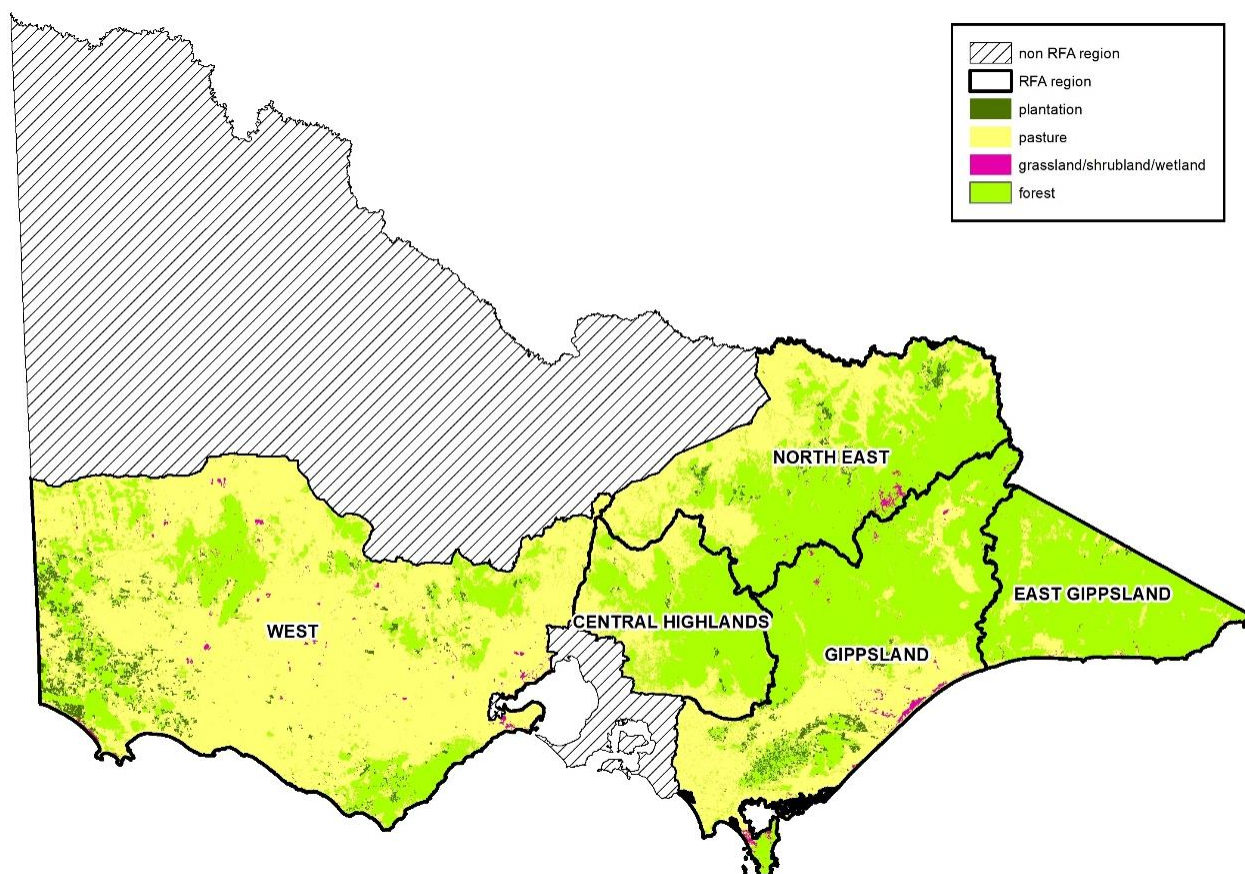 non RFA region
RFA region
plantation
pasture
grassland/shrubland/wetland
forest
NORTH EAST
EAST GIPPSLAND
CENTRAL HIGHLANDS
WEST
GIPPSLAND